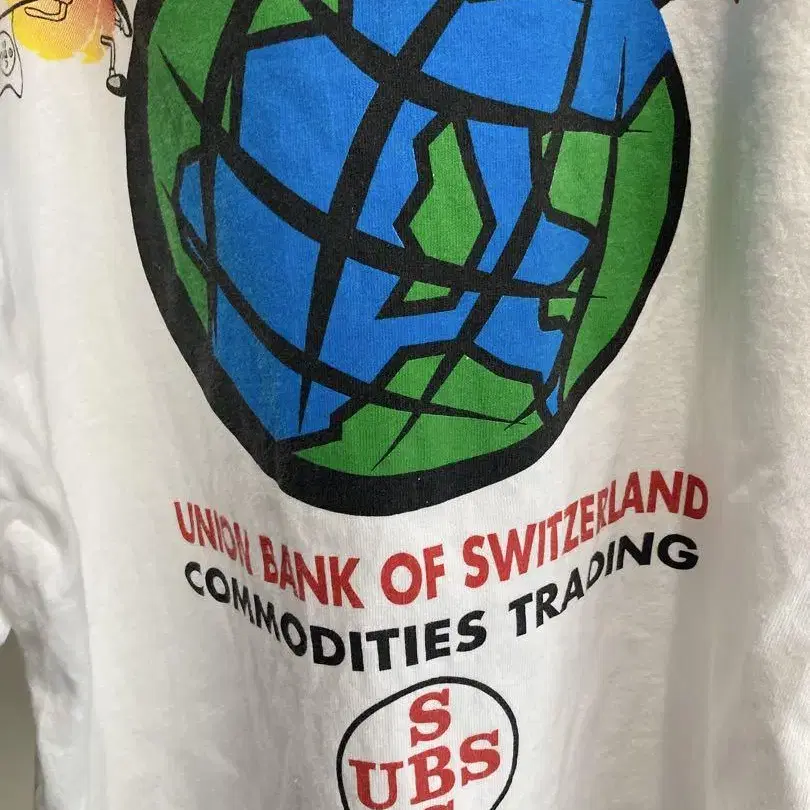 UNION BANK OF SWITZERLAND
COMMODITIES TRADING
S
UBS